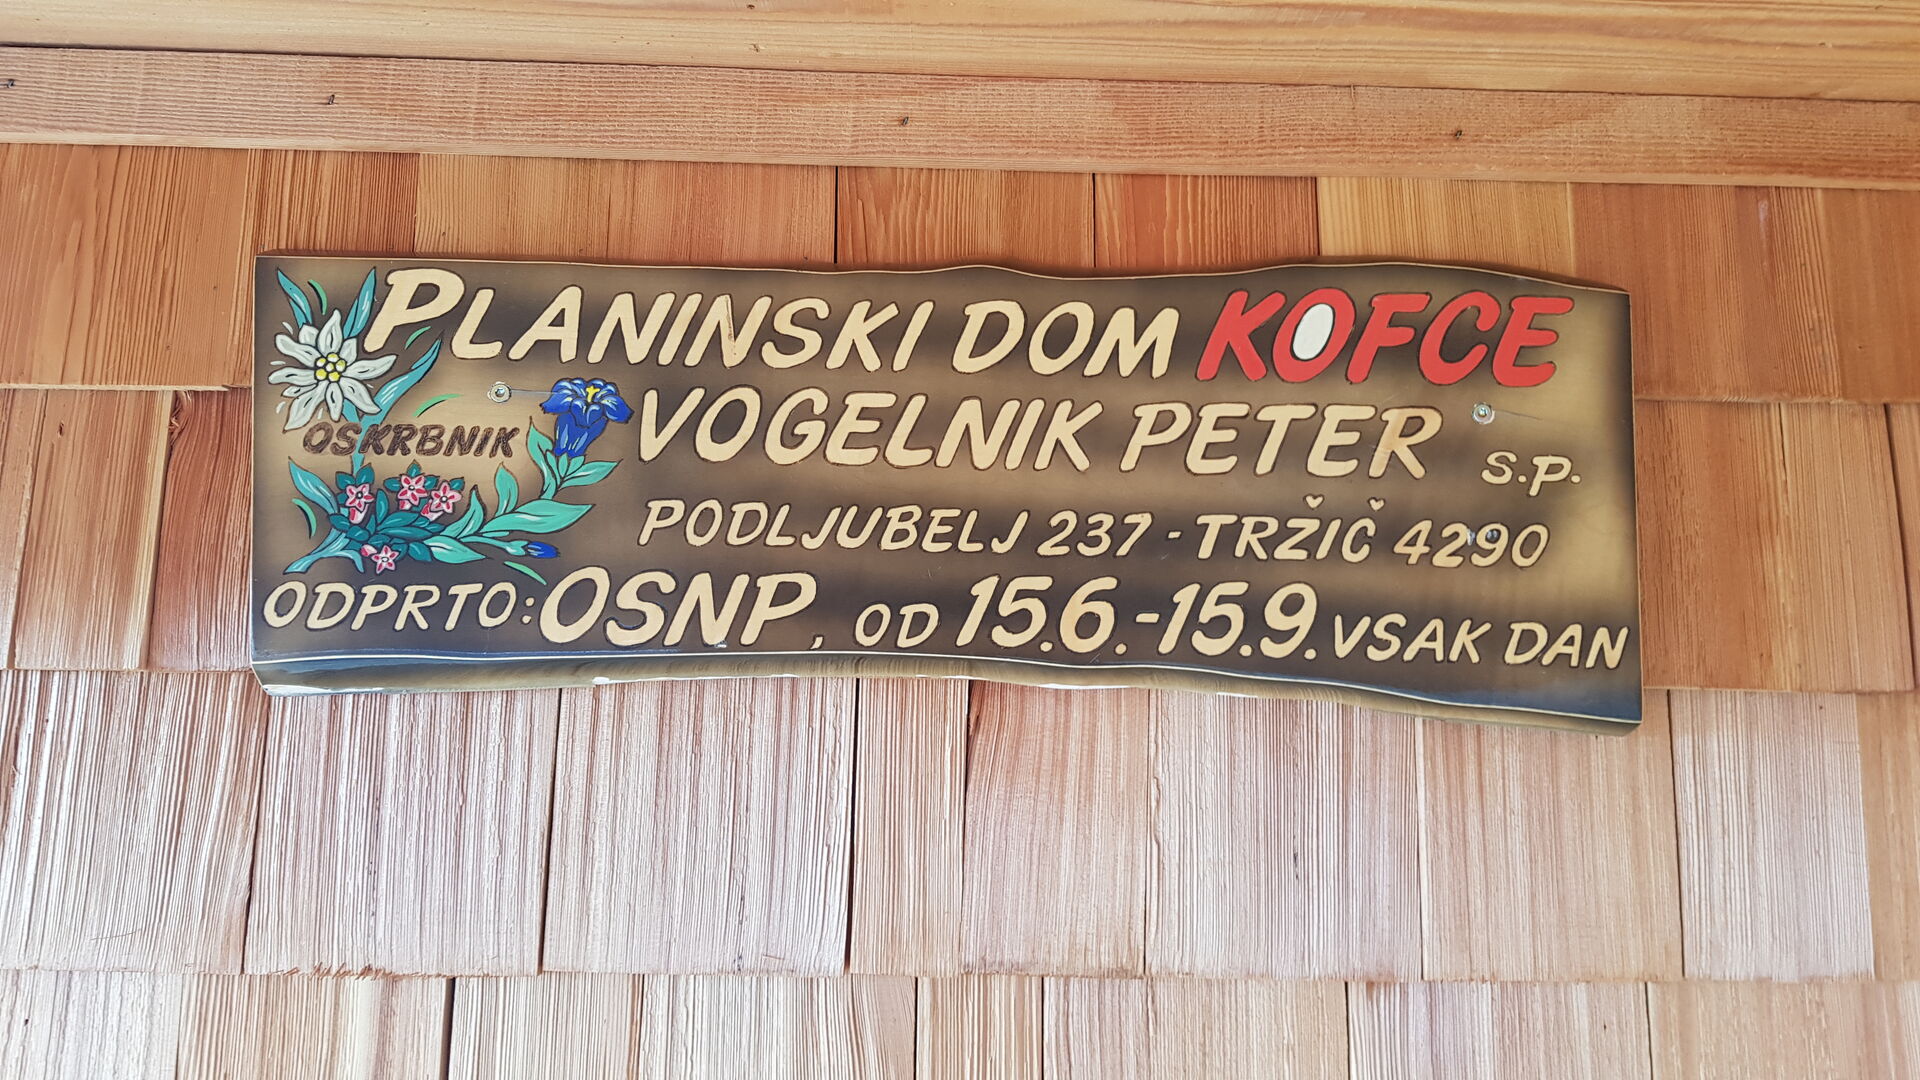 PLANINSKI DOM KOFCE
OSKRBNIK
VOGELNIK PETER S.P.
PODLJUBELJ 237 - TRŽIČ 4290
ODPRTO: OSNP, OD 15.6.-15.9. VSAK DAN